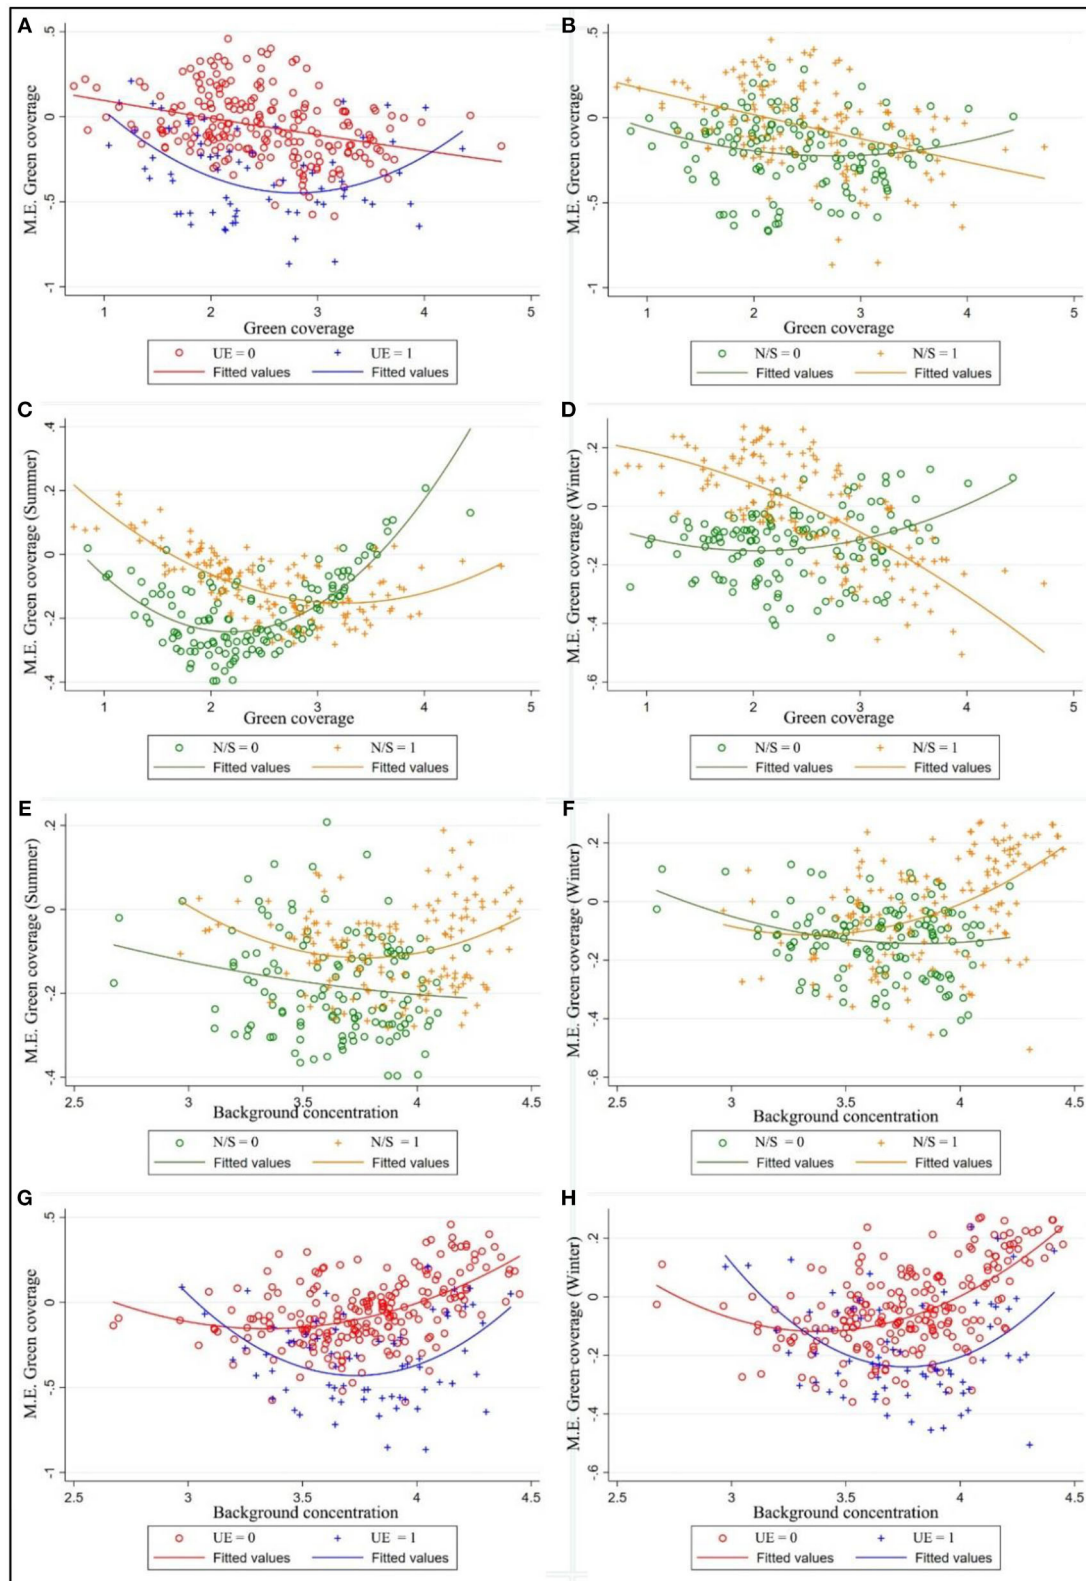 A
B
.5
0
-.5
-1
M.E. Green coverage
1 2 3 4 5
Green coverage
UE = 0 UE = 1
Fitted values Fitted values
.5
0
-.5
-1
M.E. Green coverage
1 2 3 4 5
Green coverage
N/S = 0 N/S = 1
Fitted values Fitted values
C
D
.4
.2
0
-.2
-.4
M.E. Green coverage (Summer)
1 2 3 4 5
Green coverage
N/S = 0 N/S = 1
Fitted values Fitted values
.2
0
-.2
-.4
-.6
M.E. Green coverage (Winter)
1 2 3 4 5
Green coverage
N/S = 0 N/S = 1
Fitted values Fitted values
E
F
.2
0
-.2
-.4
M.E. Green coverage (Summer)
2.5 3 3.5 4 4.5
Background concentration
N/S = 0 N/S = 1
Fitted values Fitted values
.2
0
-.2
-.4
-.6
M.E. Green coverage (Winter)
2.5 3 3.5 4 4.5
Background concentration
N/S = 0 N/S = 1
Fitted values Fitted values
G
H
.5
0
-.5
-1
M.E. Green coverage
2.5 3 3.5 4 4.5
Background concentration
UE = 0 UE = 1
Fitted values Fitted values
.2
0
-.2
-.4
-.6
M.E. Green coverage (Winter)
2.5 3 3.5 4 4.5
Background concentration
UE = 0 UE = 1
Fitted values Fitted values